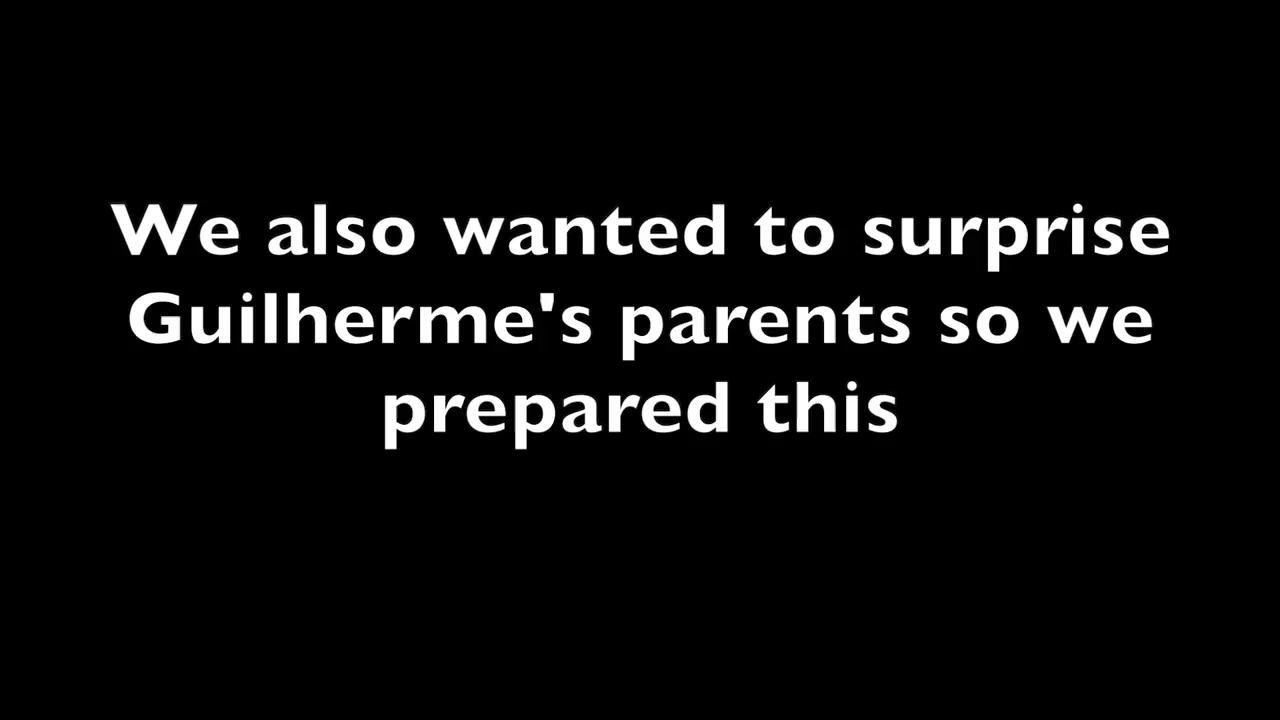 We also wanted to surprise
Guilherme's parents so we
prepared this